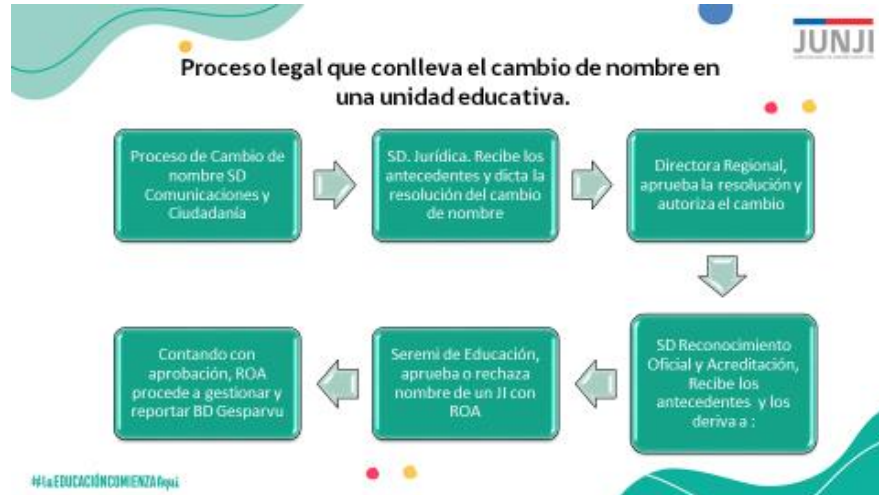 JUNJI
Proceso legal que conlleva el cambio de nombre en
una unidad educativa.
Proceso de Cambio de
nombre SD
Comunicaciones y
Ciudadanía
SD. Jurídica. Recibe los
antecedentes y dicta la
resolución del cambio
de nombre
Directora Regional,
aprueba la resolución y
autoriza el cambio
SD Reconocimiento
Oficial y Acreditación,
Recibe los
antecedentes y los
deriva a :
Seremi de Educación,
aprueba o rechaza
nombre de un JI con
ROA
Contando con
aprobación, ROA
procede a gestionar y
reportar BD Gesparvu
#LaEDUCACIÓNCOMIENZAAquí